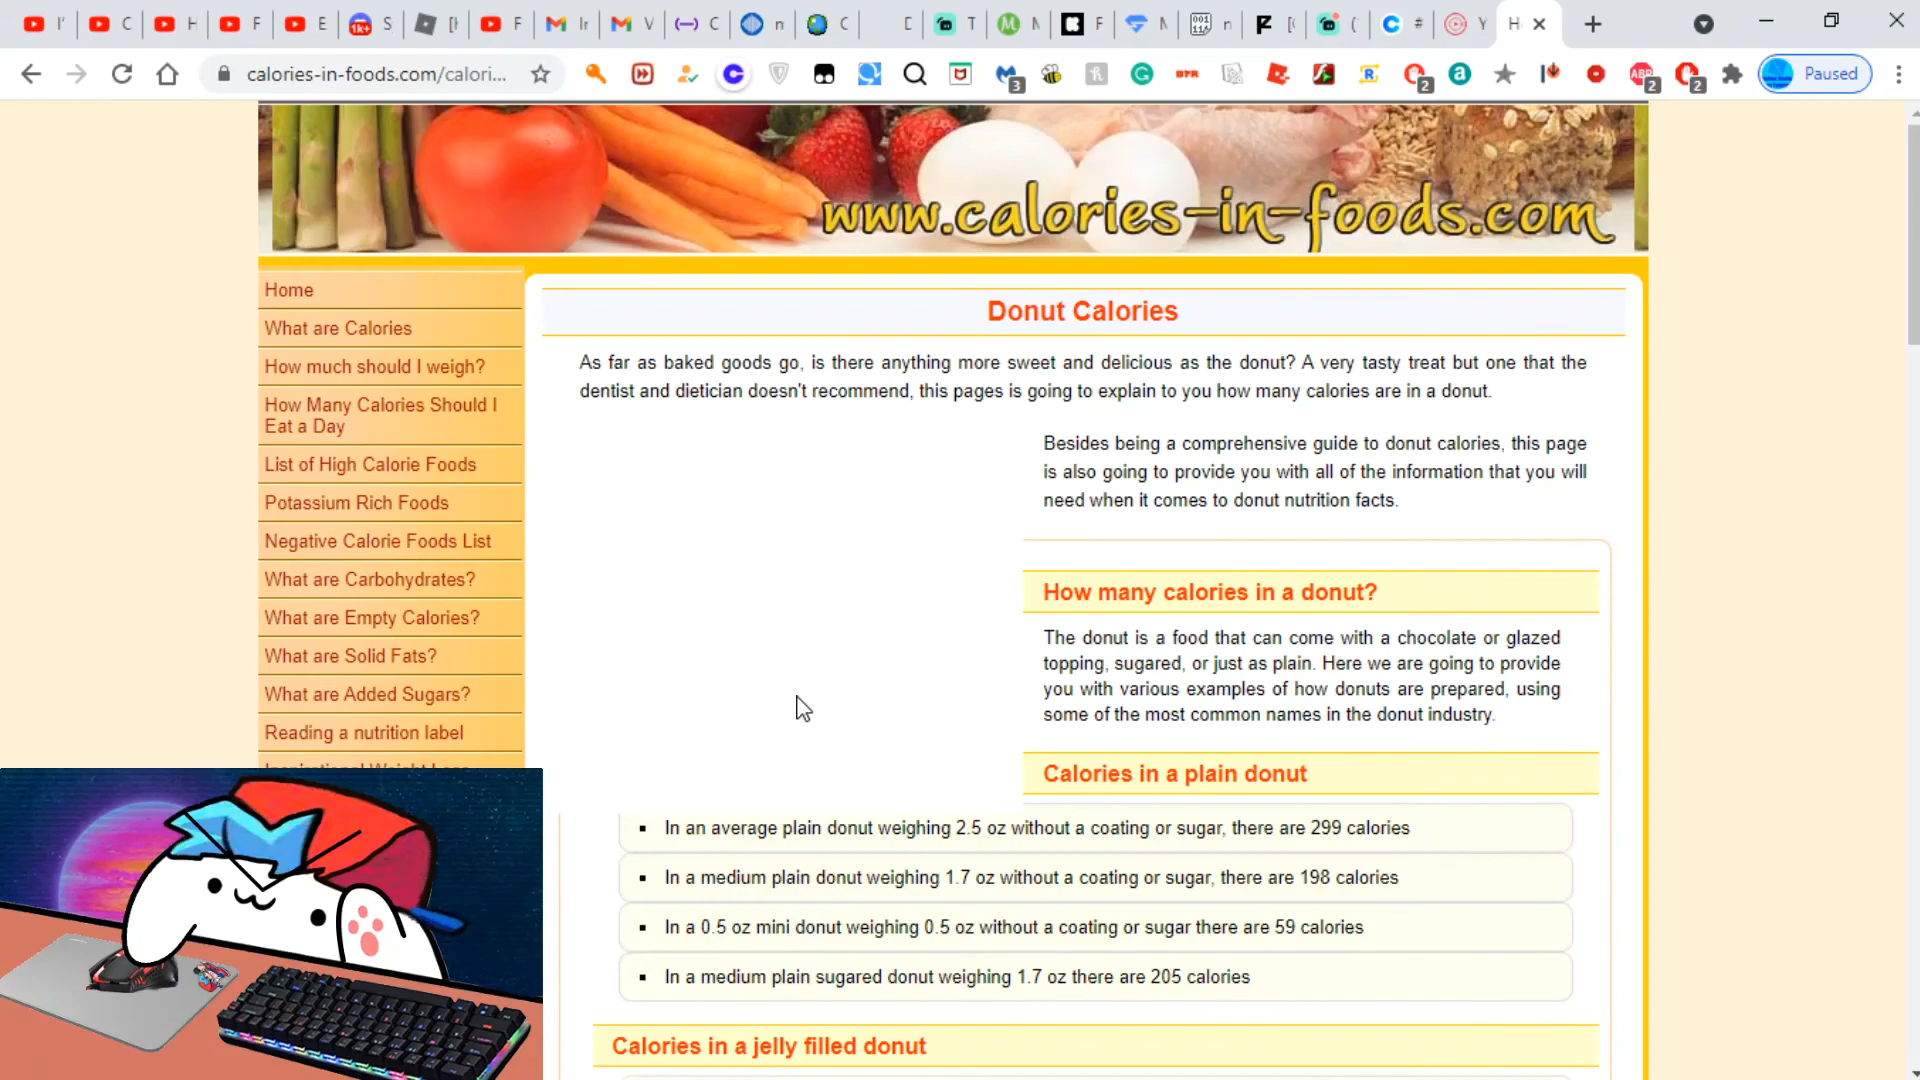 calories-in-foods.com/calori...
Paused
www.calories-in-foods.com
Home
What are Calories
How much should I weigh?
How Many Calories Should I
Eat a Day
List of High Calorie Foods
Potassium Rich Foods
Negative Calorie Foods List
What are Carbohydrates?
What are Empty Calories?
What are Solid Fats?
What are Added Sugars?
Reading a nutrition label
Donut Calories
As far as baked goods go, is there anything more sweet and delicious as the donut? A very tasty treat but one that the
dentist and dietician doesn't recommend, this pages is going to explain to you how many calories are in a donut.
Besides being a comprehensive guide to donut calories, this page
is also going to provide you with all of the information that you will
need when it comes to donut nutrition facts.
How many calories in a donut?
The donut is a food that can come with a chocolate or glazed
topping, sugared, or just as plain. Here we are going to provide
you with various examples of how donuts are prepared, using
some of the most common names in the donut industry.
Calories in a plain donut
In an average plain donut weighing 2.5 oz without a coating or sugar, there are 299 calories
In a medium plain donut weighing 1.7 oz without a coating or sugar, there are 198 calories
In a 0.5 oz mini donut weighing 0.5 oz without a coating or sugar there are 59 calories
In a medium plain sugared donut weighing 1.7 oz there are 205 calories
Calories in a jelly filled donut